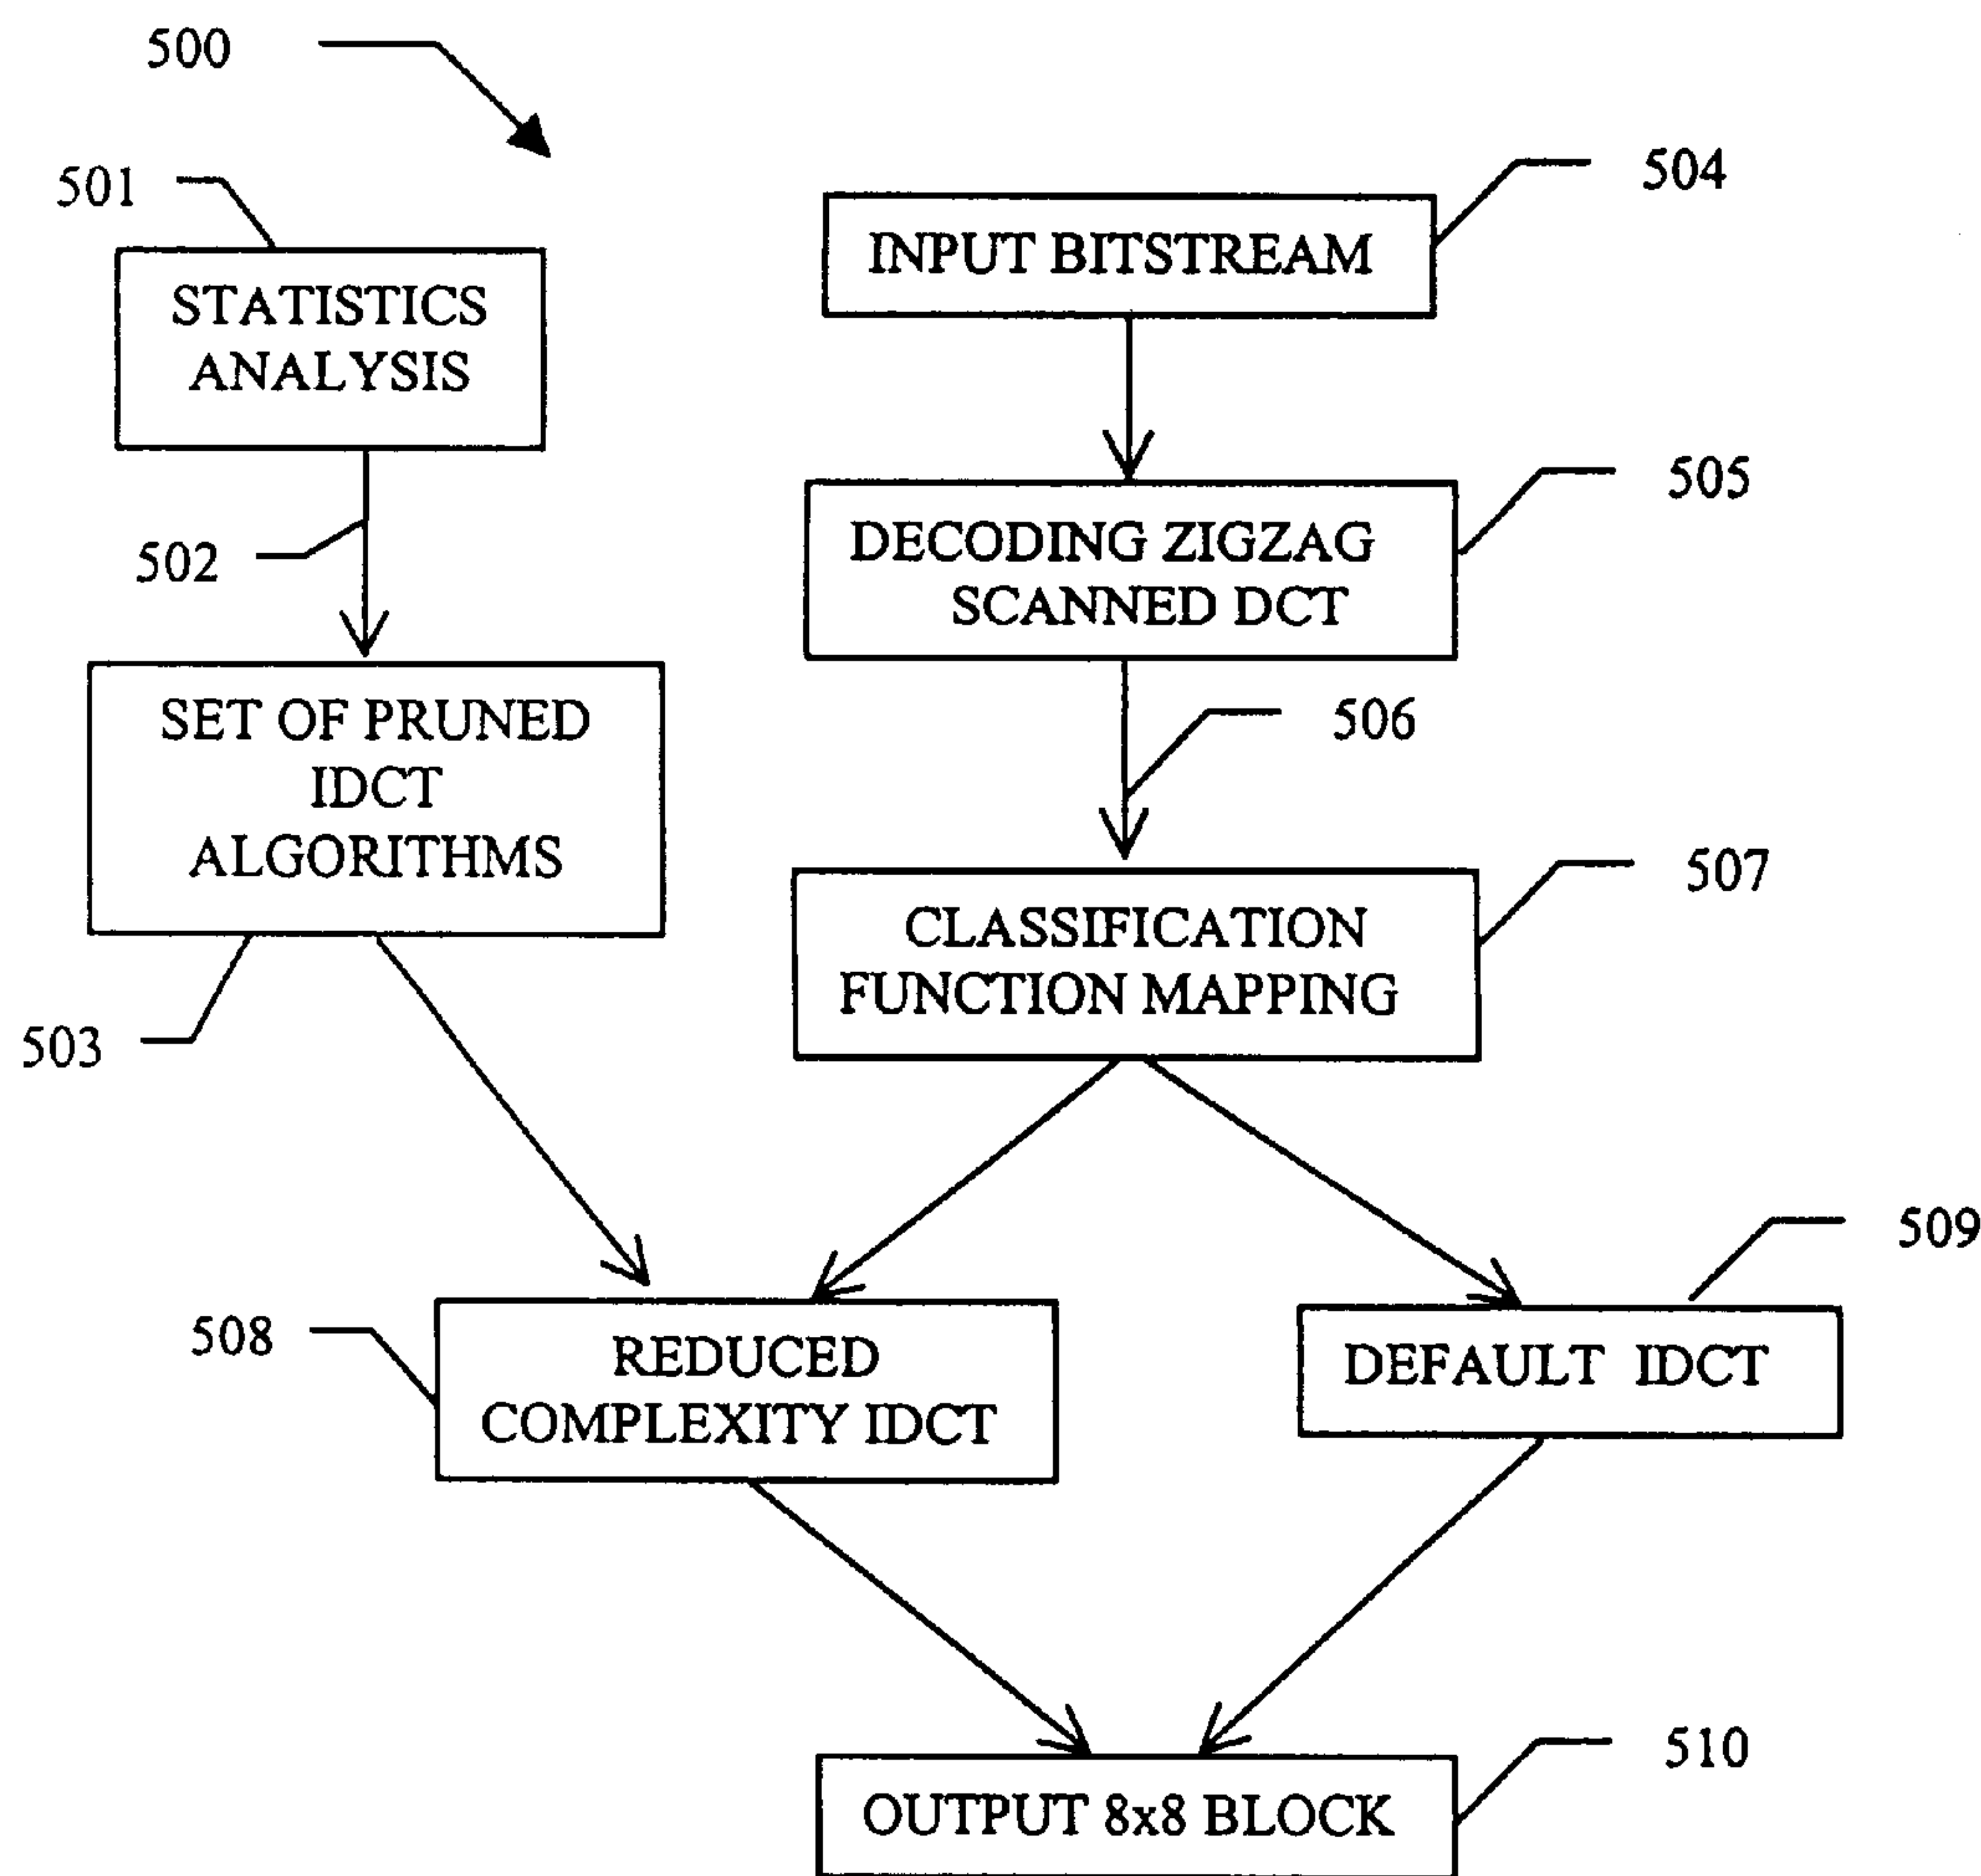 500
501
504
INPUT BITSTREAM
STATISTICS
ANALYSIS
505
502
DECODING ZIGZAG
SCANNED DCT
506
SET OF PRUNED
IDCT
ALGORITHMS
507
CLASSIFICATION
FUNCTION MAPPING
503
509
508
REDUCED
COMPLEXITY IDCT
DEFAULT IDCT
510
OUTPUT 8x8 BLOCK